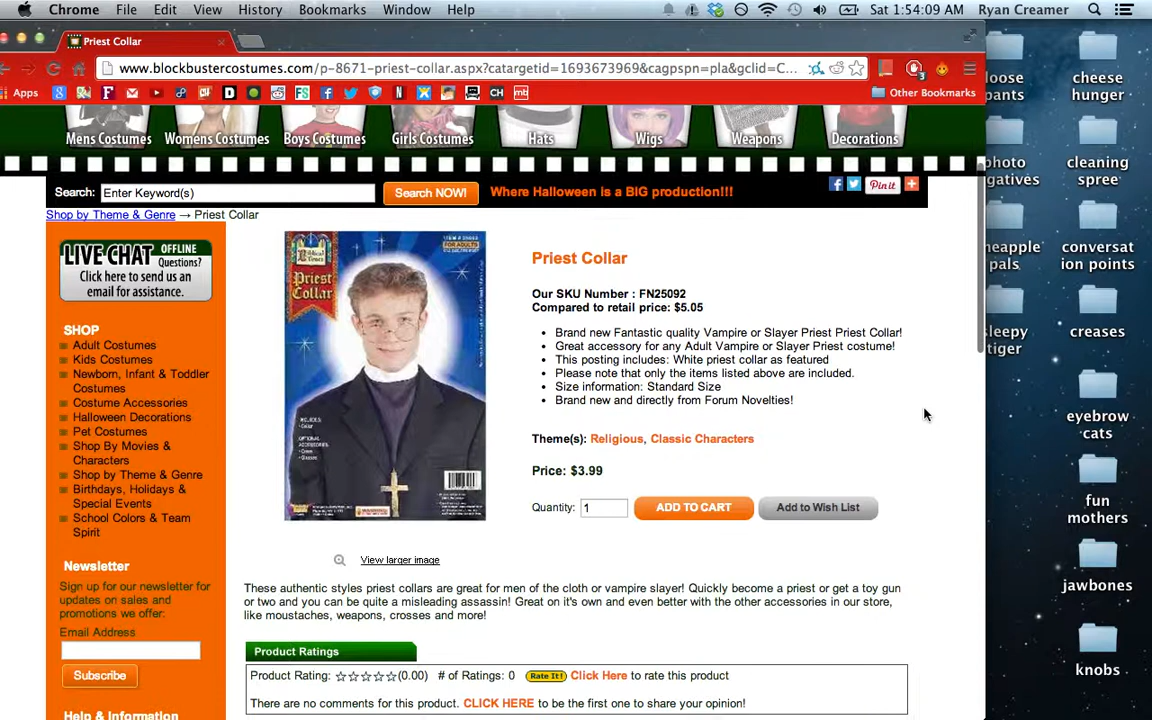 Chrome File Edit View History Bookmarks Window Help Sat 1:54:09 AM Ryan Creamer
Priest Collar
www.blockbustercostumes.com/p-8671-priest-collar.aspx?catargetid=1693673969&cagpspn=pla&gclid=C...
Apps Other Bookmarks
Mens Costumes Womens Costumes Boys Costumes Girls Costumes Hats Wigs Weapons Decorations
Search: Enter Keyword(s) Search NOW! Where Halloween is a BIG production!!! Pinit
Shop by Theme & Genre → Priest Collar
LIVE CHAT OFFLINE
Questions?
Click here to send us an
email for assistance.
SHOP
Adult Costumes
Kids Costumes
Newborn, Infant & Toddler
Costumes
Costume Accessories
Halloween Decorations
Pet Costumes
Shop By Movies &
Characters
Shop by Theme & Genre
Birthdays, Holidays &
Special Events
School Colors & Team
Spirit
Newsletter
Sign up for our newsletter for
updates on sales and
promotions we offer:
Email Address
Subscribe
Help & Information
FOR ADULTS
Biblical
Times
Priest
Collar
View larger image
Priest Collar
Our SKU Number : FN25092
Compared to retail price: $5.05
Brand new Fantastic quality Vampire or Slayer Priest Priest Collar!
Great accessory for any Adult Vampire or Slayer Priest costume!
This posting includes: White priest collar as featured
Please note that only the items listed above are included.
Size information: Standard Size
Brand new and directly from Forum Novelties!
Theme(s): Religious, Classic Characters
Price: $3.99
Quantity: 1 ADD TO CART Add to Wish List
These authentic styles priest collars are great for men of the cloth or vampire slayer! Quickly become a priest or get a toy gun
or two and you can be quite a misleading assassin! Great on it's own and even better with the other accessories in our store,
like moustaches, weapons, crosses and more!
Product Ratings
Product Rating: (0.00) # of Ratings: 0 Rate It! Click Here to rate this product
There are no comments for this product. CLICK HERE to be the first one to share your opinion!
loose
pants
cheese
hunger
photo
negatives
cleaning
spree
pineapple
pals
conversat
ion points
sleepy
tiger
creases
eyebrow
cats
fun
mothers
jawbones
knobs